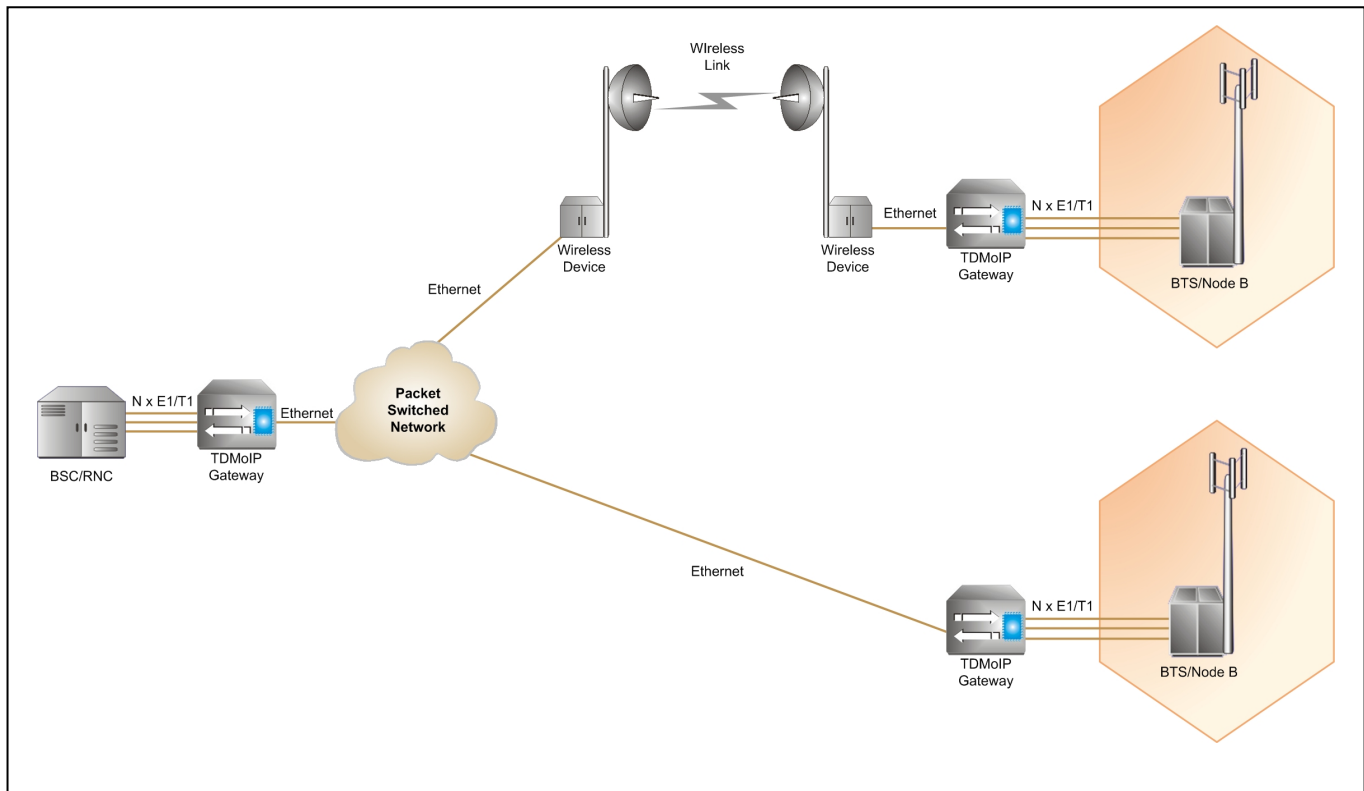 WIreless
Link
Ethernet
N x E1/T1
Wireless
Device
Wireless
Device
TDMoIP
Gateway
BTS/Node B
Ethernet
N x E1/T1
Ethernet
Packet
Switched
Network
BSC/RNC
TDMoIP
Gateway
Ethernet
N x E1/T1
TDMoIP
Gateway
BTS/Node B